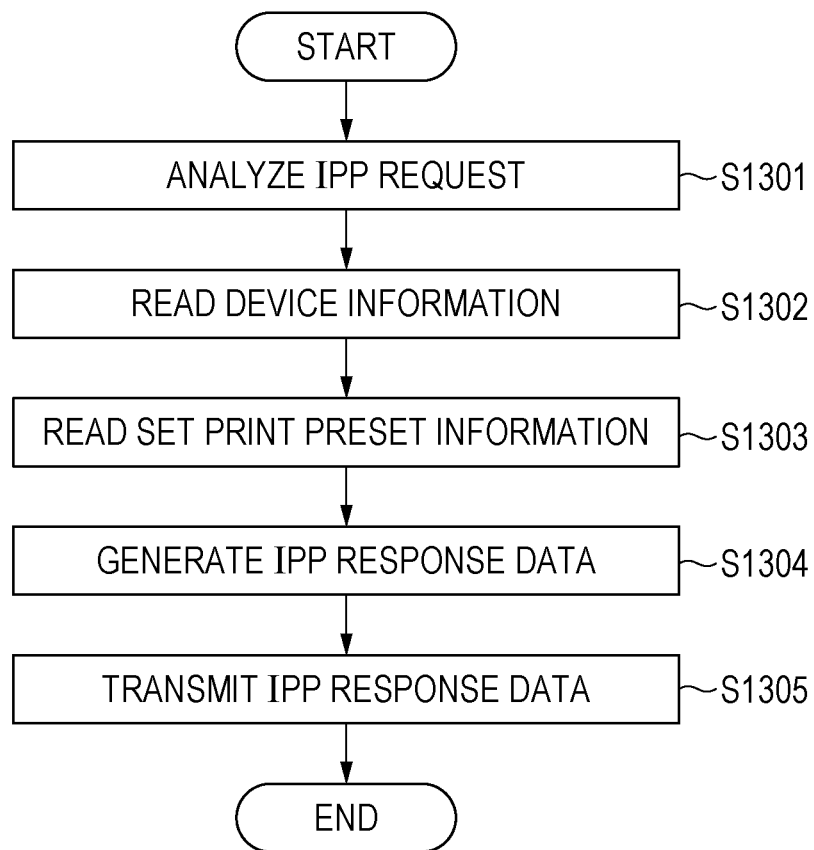 START
ANALYZE IPP REQUEST
S1301
READ DEVICE INFORMATION
S1302
READ SET PRINT PRESET INFORMATION
S1303
GENERATE IPP RESPONSE DATA
S1304
TRANSMIT IPP RESPONSE DATA
S1305
END